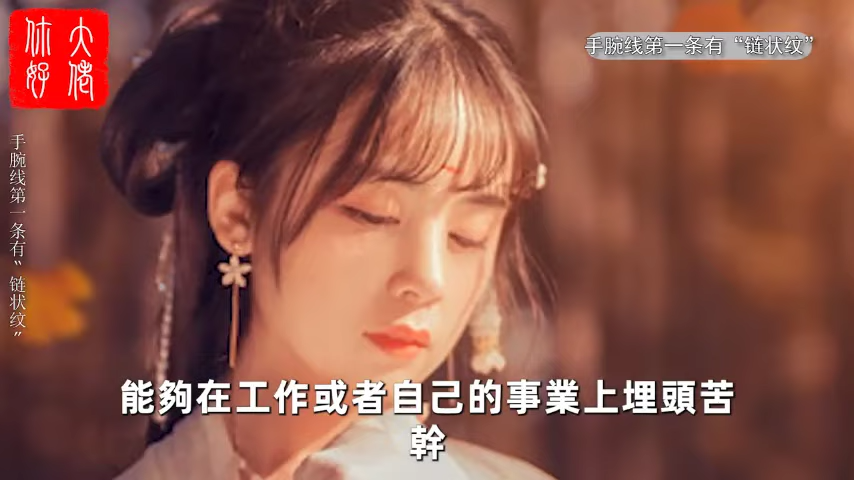 大佬
你好
手腕线第一条有“链状纹”
手腕线第一条有“链状纹”
能夠在工作或者自己的事業上埋頭苦
幹